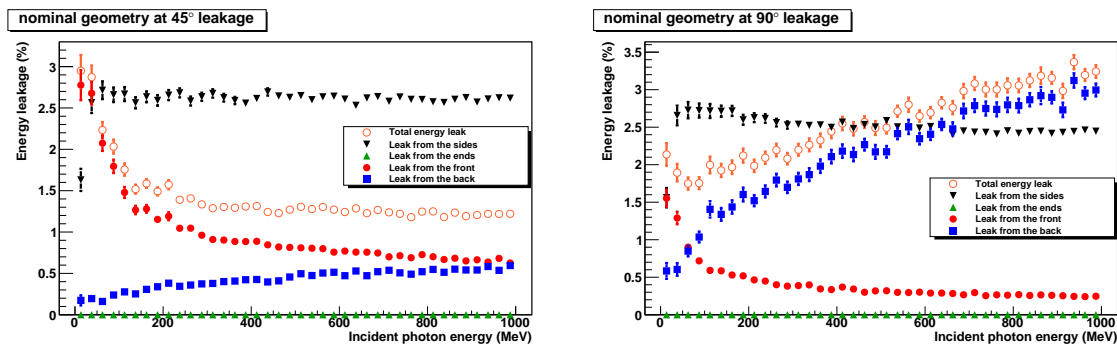 nominal geometry at 45° leakage
Energy leakage (%)
3
2.5
2
1.5
1
0.5
0
Total energy leak
Leak from the sides
Leak from the ends
Leak from the front
Leak from the back
0 200 400 600 800 1000
Incident photon energy (MeV)
nominal geometry at 90° leakage
Energy leakage (%)
3.5
3
2.5
2
1.5
1
0.5
0
Total energy leak
Leak from the sides
Leak from the ends
Leak from the front
Leak from the back
0 200 400 600 800 1000
Incident photon energy (MeV)